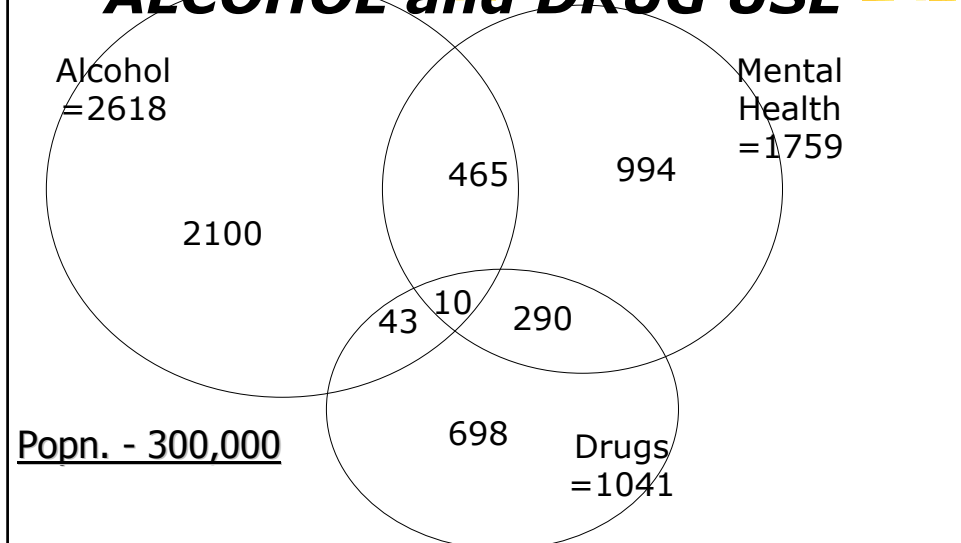 ALCOHOL and DRUG USE
Alcohol
=2618
Mental
Health
=1759
465
994
2100
10
43
290
698
Popn. - 300,000
Drugs
=1041